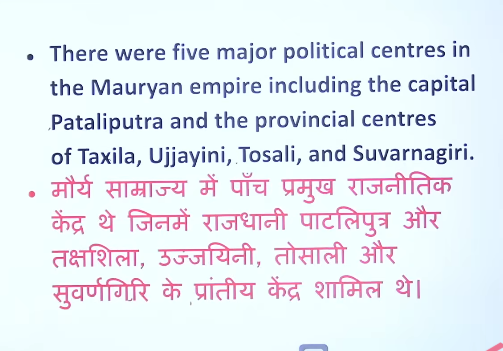 • There were five major political centres in
the Mauryan empire including the capital
Pataliputra and the provincial centres
of Taxila, Ujjayini, Tosali, and Suvarnagiri.
• मौर्य साम्राज्य में पाँच प्रमुख राजनीतिक
केंद्र थे जिनमें राजधानी पाटलिपुत्र और
तक्षशिला, उज्जयिनी, तोसाली और
सुवर्णगिरि के प्रांतीय केंद्र शामिल थे।